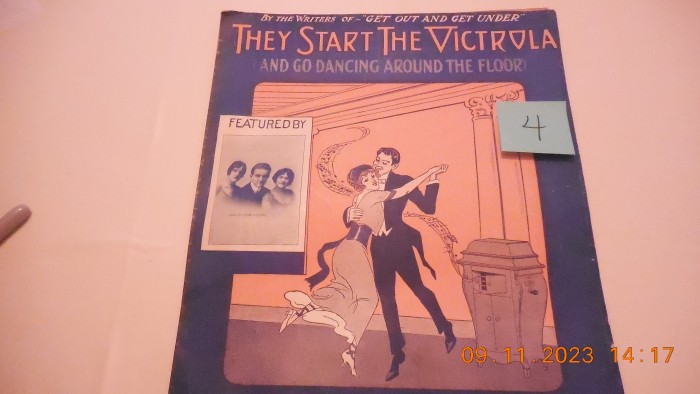 BY THE WRITERS OF - "GET OUT AND GET UNDER"
THEY START THE VICTROLA
(AND GO DANCING AROUND THE FLOOR)
4
FEATURED BY
09.11.2023 14:17